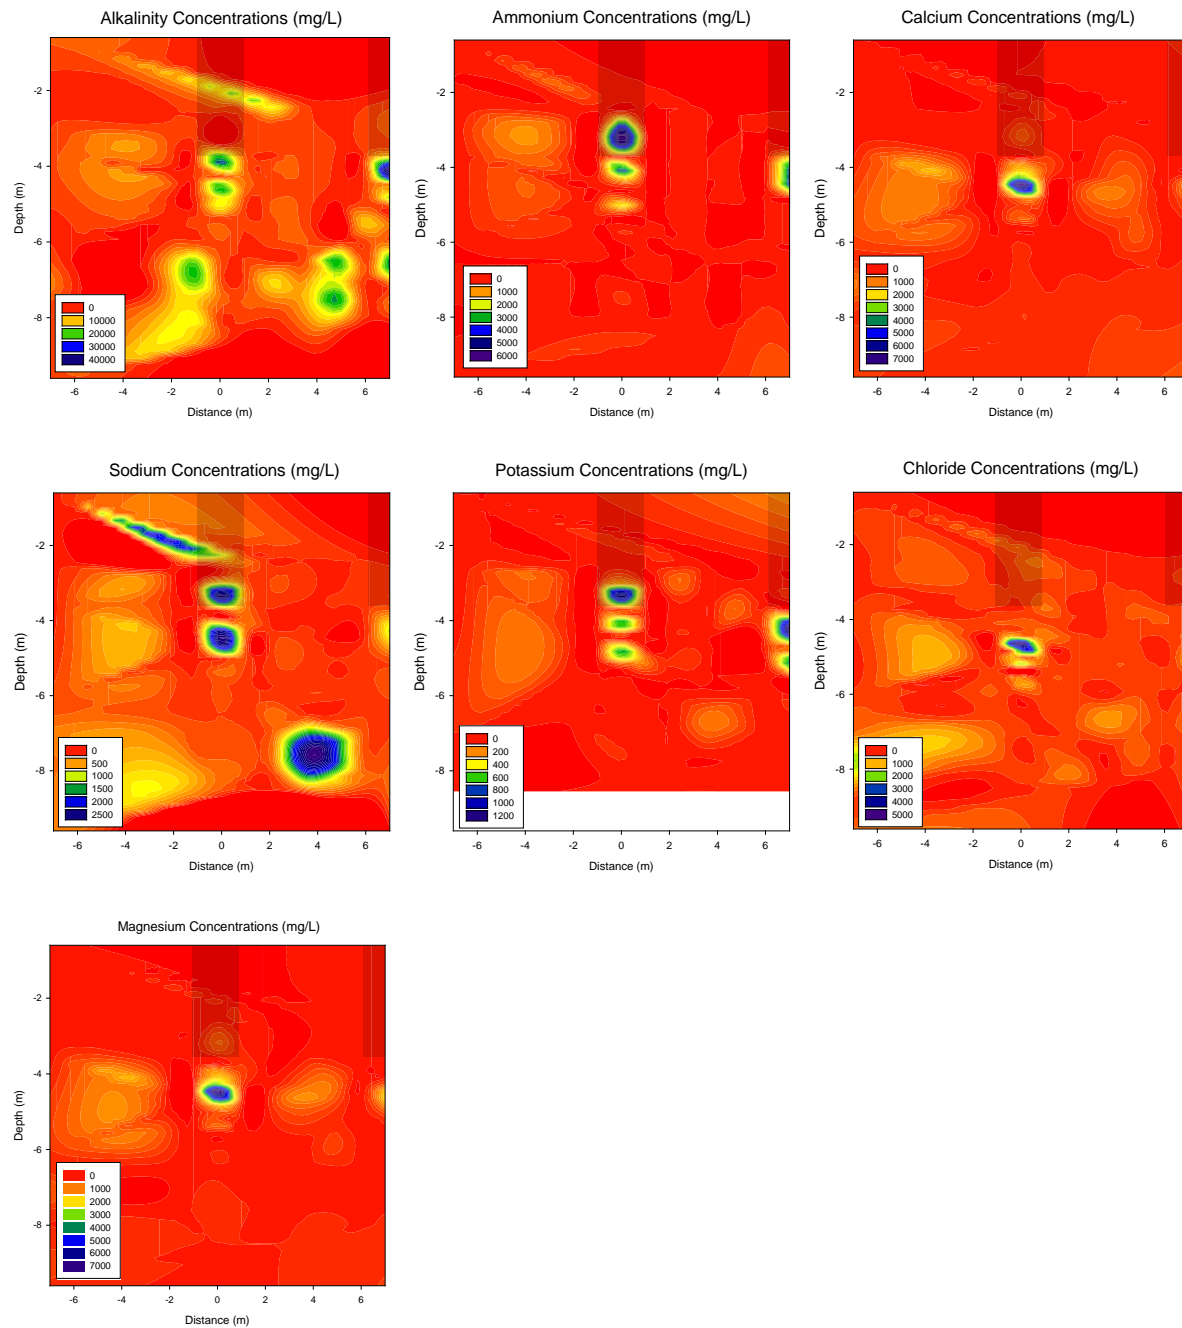 Alkalinity Concentrations (mg/L)
Depth (m)
-2
-4
-6
-8
0
10000
20000
30000
40000
-6 -4 -2 0 2 4 6
Distance (m)
Ammonium Concentrations (mg/L)
Depth (m)
-2
-4
-6
-8
0
1000
2000
3000
4000
5000
6000
-6 -4 -2 0 2 4 6
Distance (m)
Calcium Concentrations (mg/L)
Depth (m)
-2
-4
-6
-8
0
1000
2000
3000
4000
5000
6000
7000
-6 -4 -2 0 2 4 6
Distance (m)
Sodium Concentrations (mg/L)
Depth (m)
-2
-4
-6
-8
0
500
1000
1500
2000
2500
-6 -4 -2 0 2 4 6
Distance (m)
Potassium Concentrations (mg/L)
Depth (m)
-2
-4
-6
-8
0
200
400
600
800
1000
1200
-6 -4 -2 0 2 4 6
Distance (m)
Chloride Concentrations (mg/L)
Depth (m)
-2
-4
-6
-8
0
1000
2000
3000
4000
5000
-6 -4 -2 0 2 4 6
Distance (m)
Magnesium Concentrations (mg/L)
Depth (m)
-2
-4
-6
-8
0
1000
2000
3000
4000
5000
6000
7000
-6 -4 -2 0 2 4 6
Distance (m)